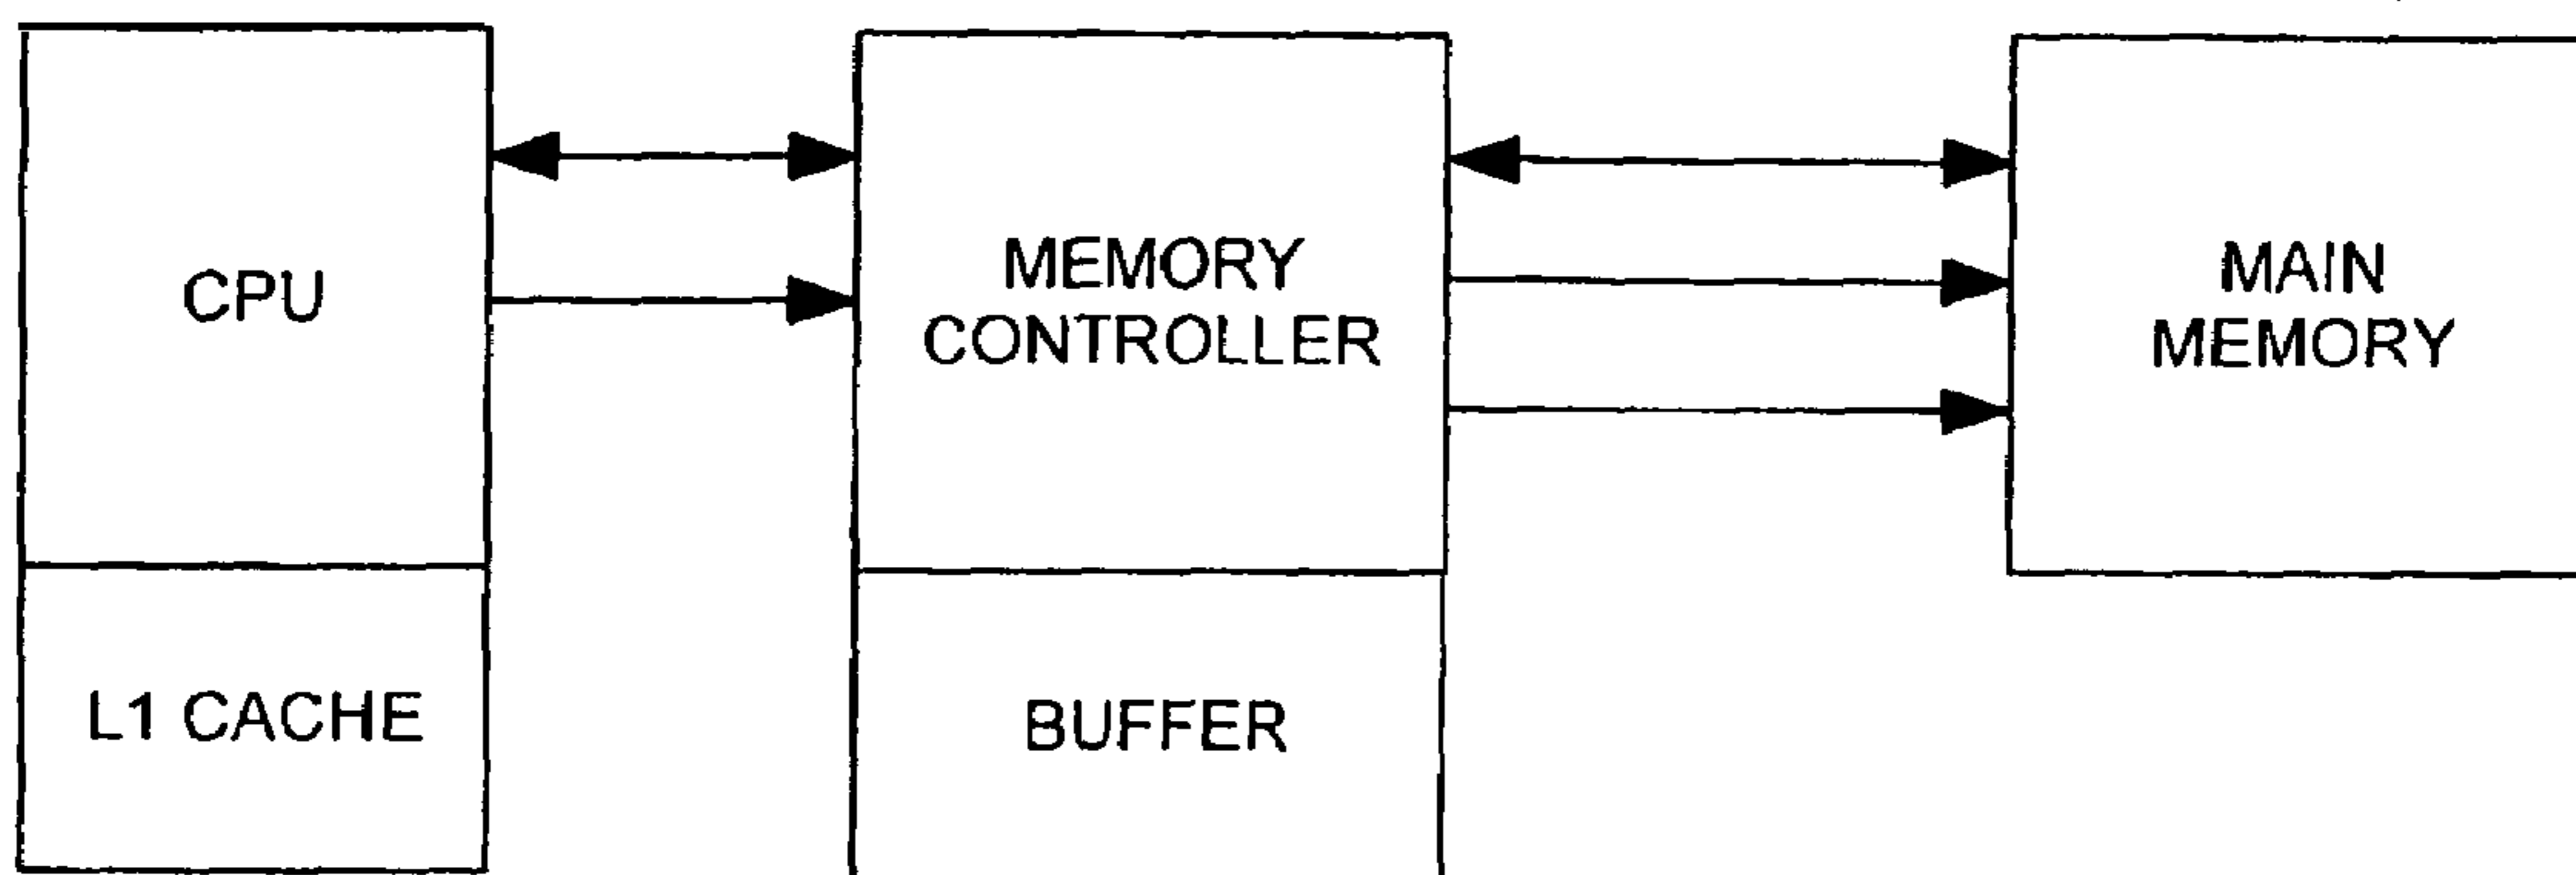 CPU
MEMORY
CONTROLLER
MAIN
MEMORY
L1 CACHE
BUFFER